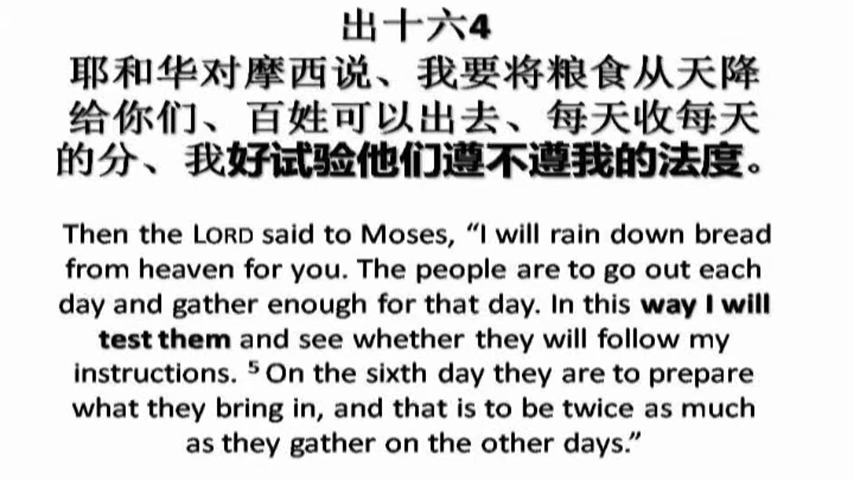 出十六4
耶和华对摩西说、我要将粮食从天降
给你们、百姓可以出去、每天收每天
的分、我好试验他们遵不遵我的法度。
Then the LORD said to Moses, “I will rain down bread
from heaven for you. The people are to go out each
day and gather enough for that day. In this way I will
test them and see whether they will follow my
instructions. ⁵ On the sixth day they are to prepare
what they bring in, and that is to be twice as much
as they gather on the other days.”